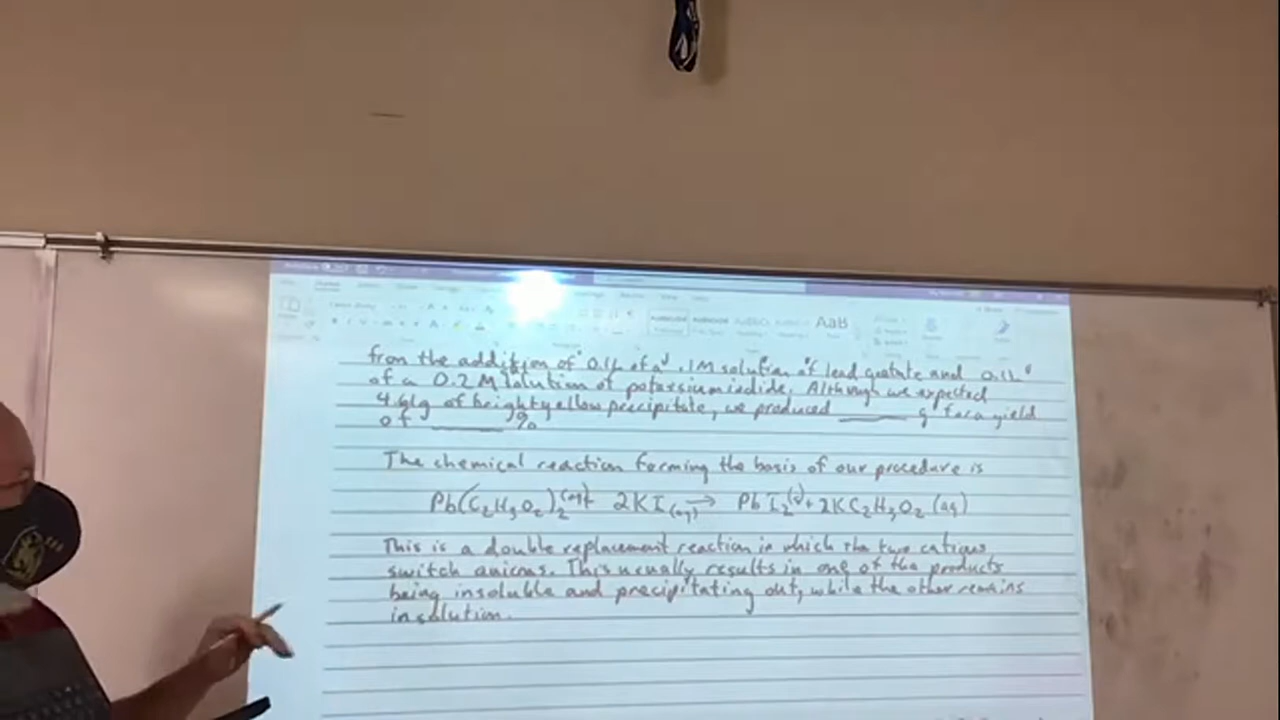 AaB
from the addition of 0.1L of a .1M solution of lead acetate and 0.1L
of a 0.2M solution of potassium iodide. Although we expected
4.61g of bright yellow precipitate, we produced ______ g for a yield
of ______%
The chemical reaction forming the basis of our procedure is
Pb(C₂H₃O₂)₂(aq)+ 2KI(aq) → PbI₂(s)+ 2KC₂H₃O₂ (aq)
This is a double replacement reaction in which the two cations
switch anions. This usually results in one of the products
being insoluble and precipitating out, while the other remains
in solution.